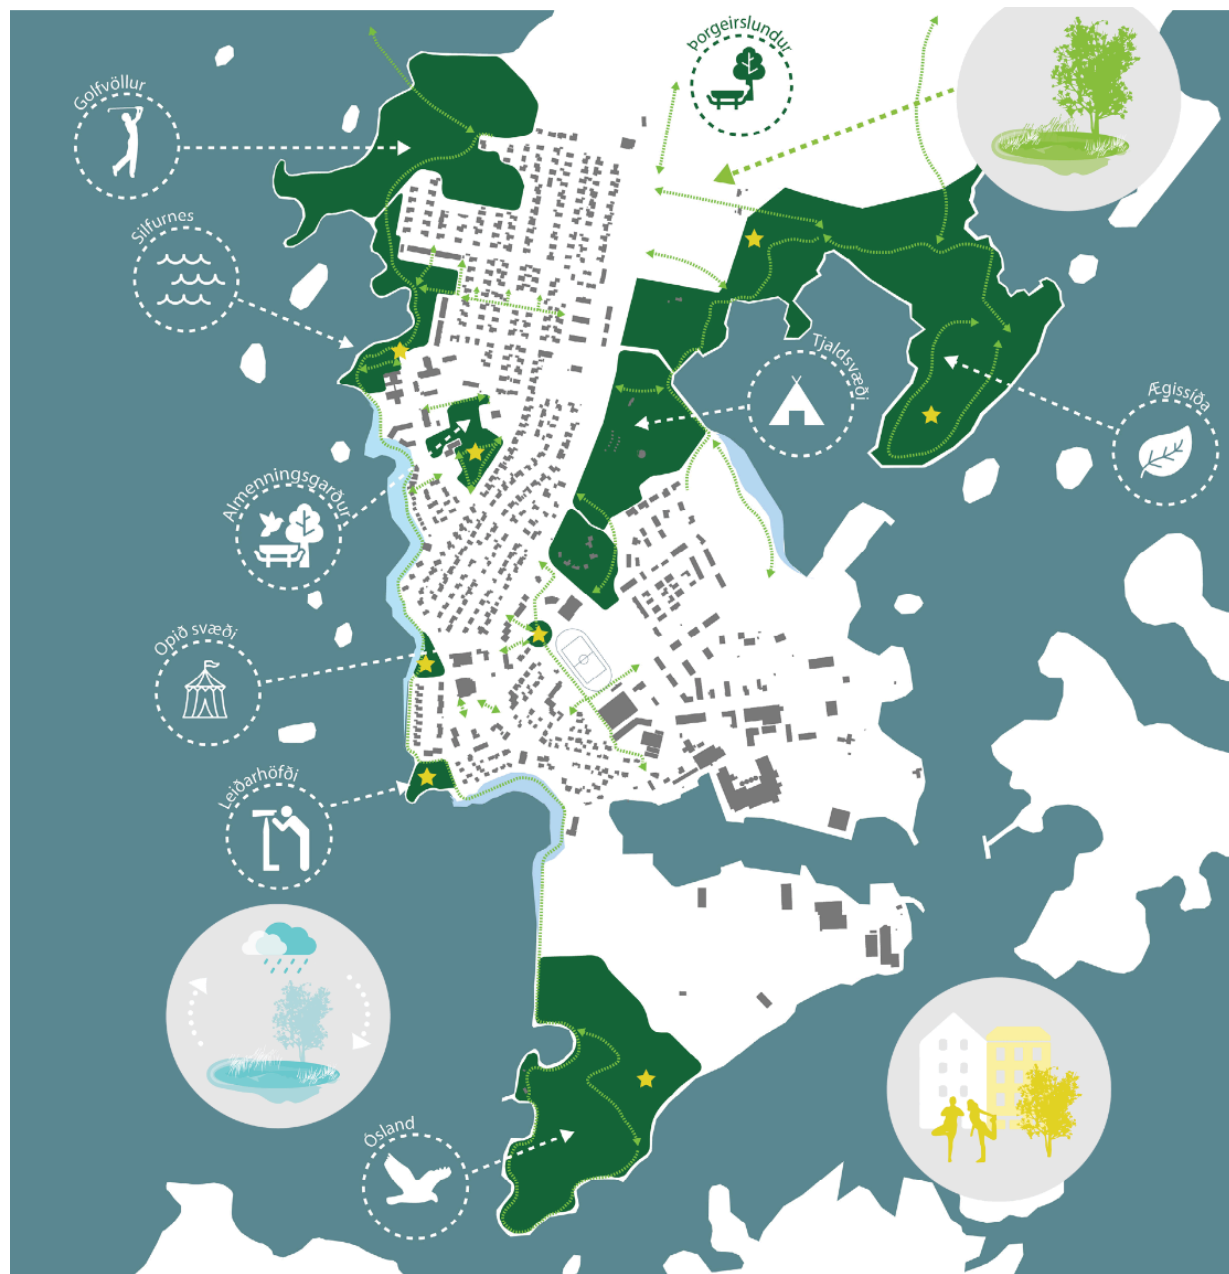 Þorgeirslundur
Golfvöllur
Silfurnes
Tjaldsvæði
Ægissíða
Almenningsgarður
Opið svæði
Leiðarhöfði
Ósland